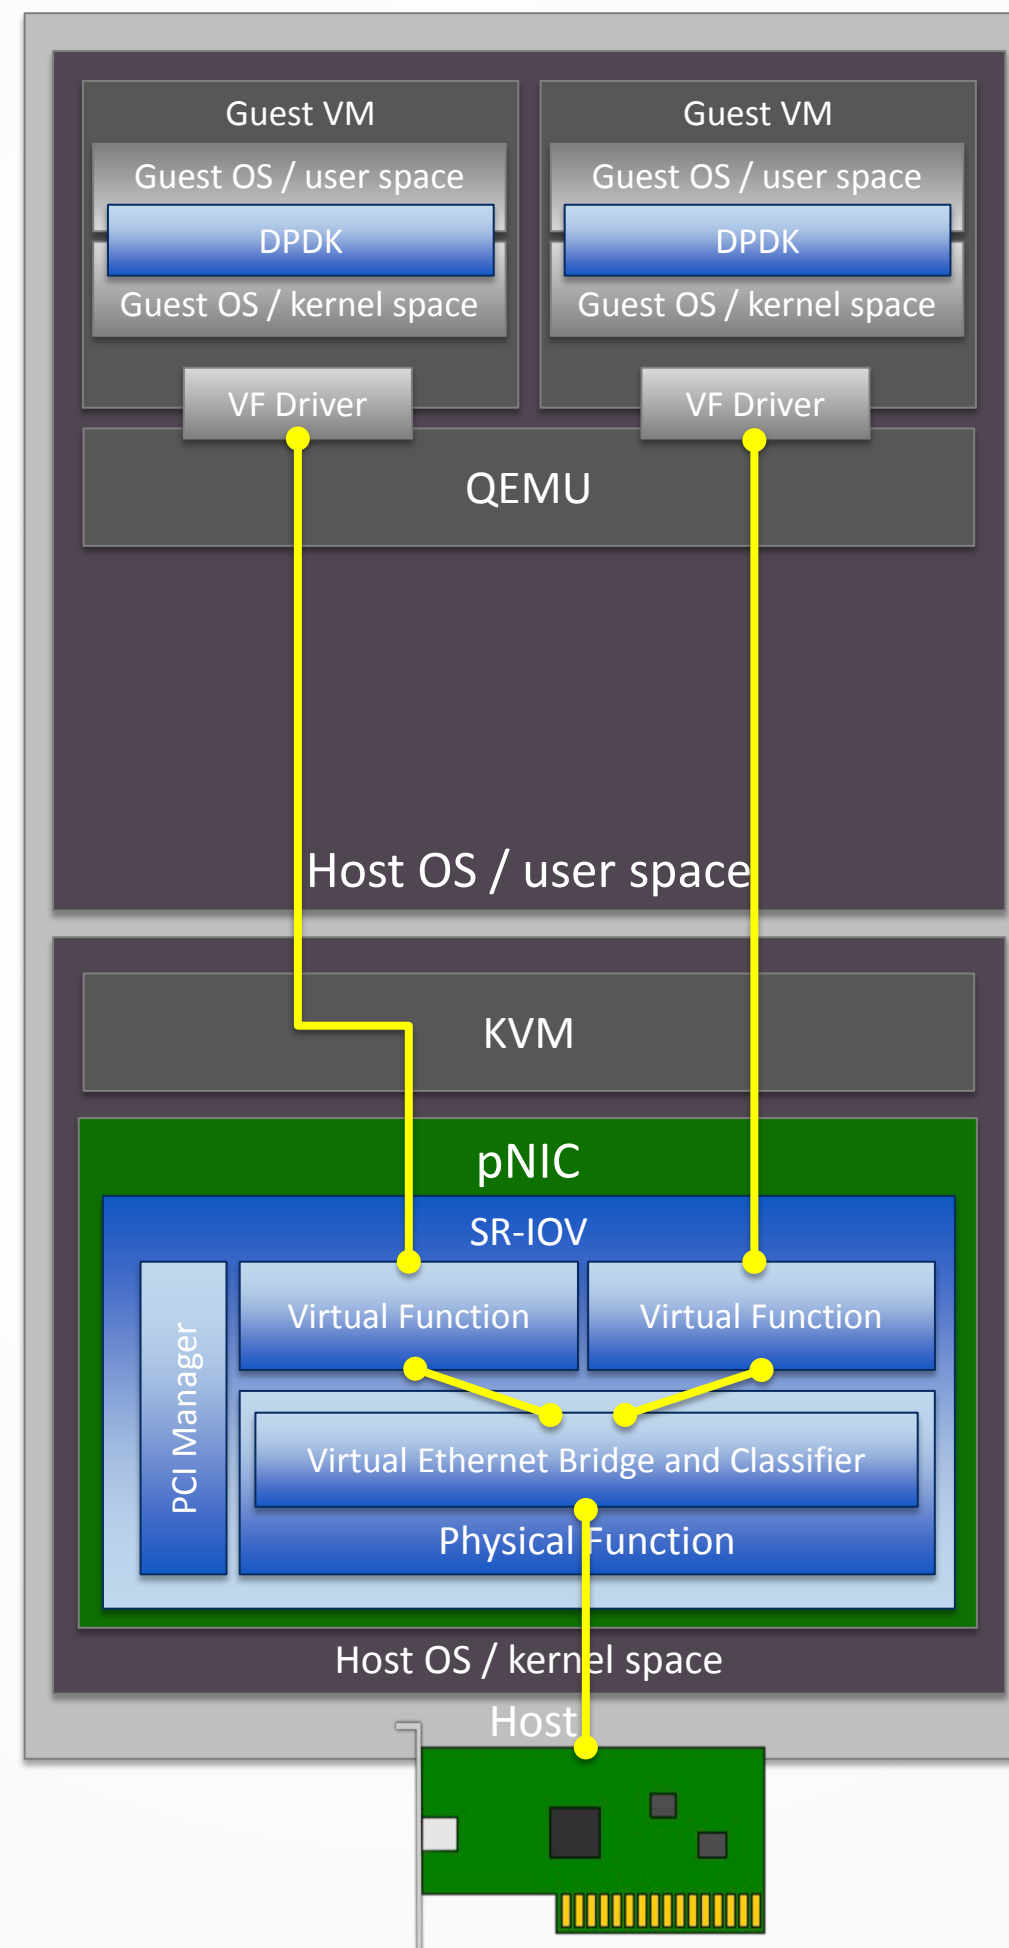 Guest VM
Guest OS / user space
DPDK
Guest OS / kernel space
VF Driver
Guest VM
Guest OS / user space
DPDK
Guest OS / kernel space
VF Driver
QEMU
Host OS / user space
KVM
pNIC
SR-IOV
PCI Manager
Virtual Function
Virtual Function
Virtual Ethernet Bridge and Classifier
Physical Function
Host OS / kernel space
Host